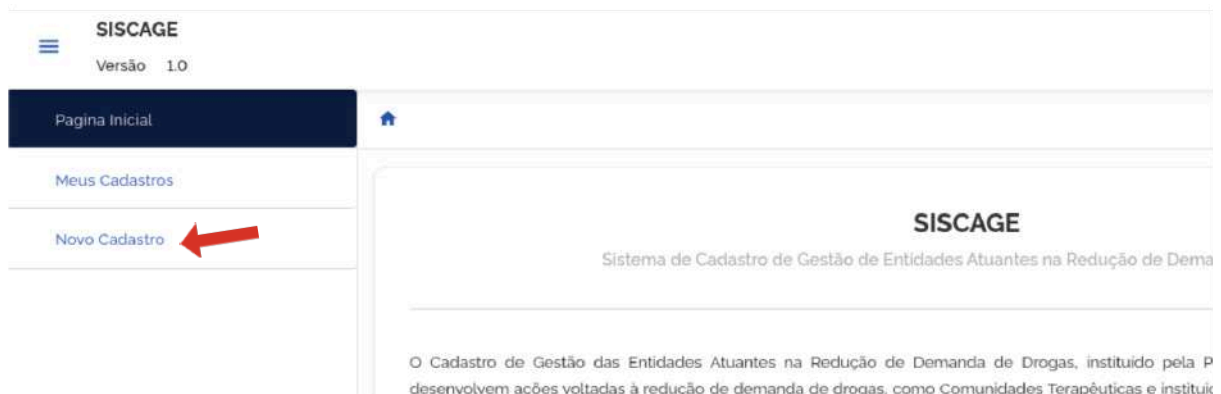 SISCAGE
Versão 1.0
Pagina Inicial
Meus Cadastros
Novo Cadastro
SISCAGE
Sistema de Cadastro de Gestão de Entidades Atuantes na Redução de Dema
O Cadastro de Gestão das Entidades Atuantes na Redução de Demanda de Drogas, instituído pela P
desenvolvem ações voltadas à redução de demanda de drogas, como Comunidades Terapêuticas e instituiç